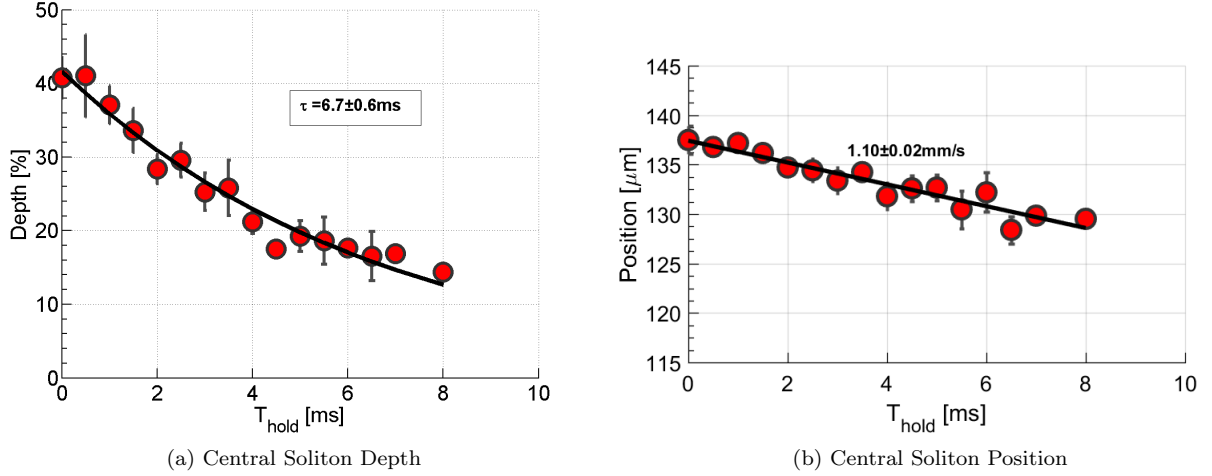 50
40
30
20
10
0
Depth [%]
τ =6.7±0.6ms
0 2 4 6 8 10
T_hold [ms]
(a) Central Soliton Depth
145
140
135
130
125
120
115
Position [μm]
1.10±0.02mm/s
0 2 4 6 8 10
T_hold [ms]
(b) Central Soliton Position